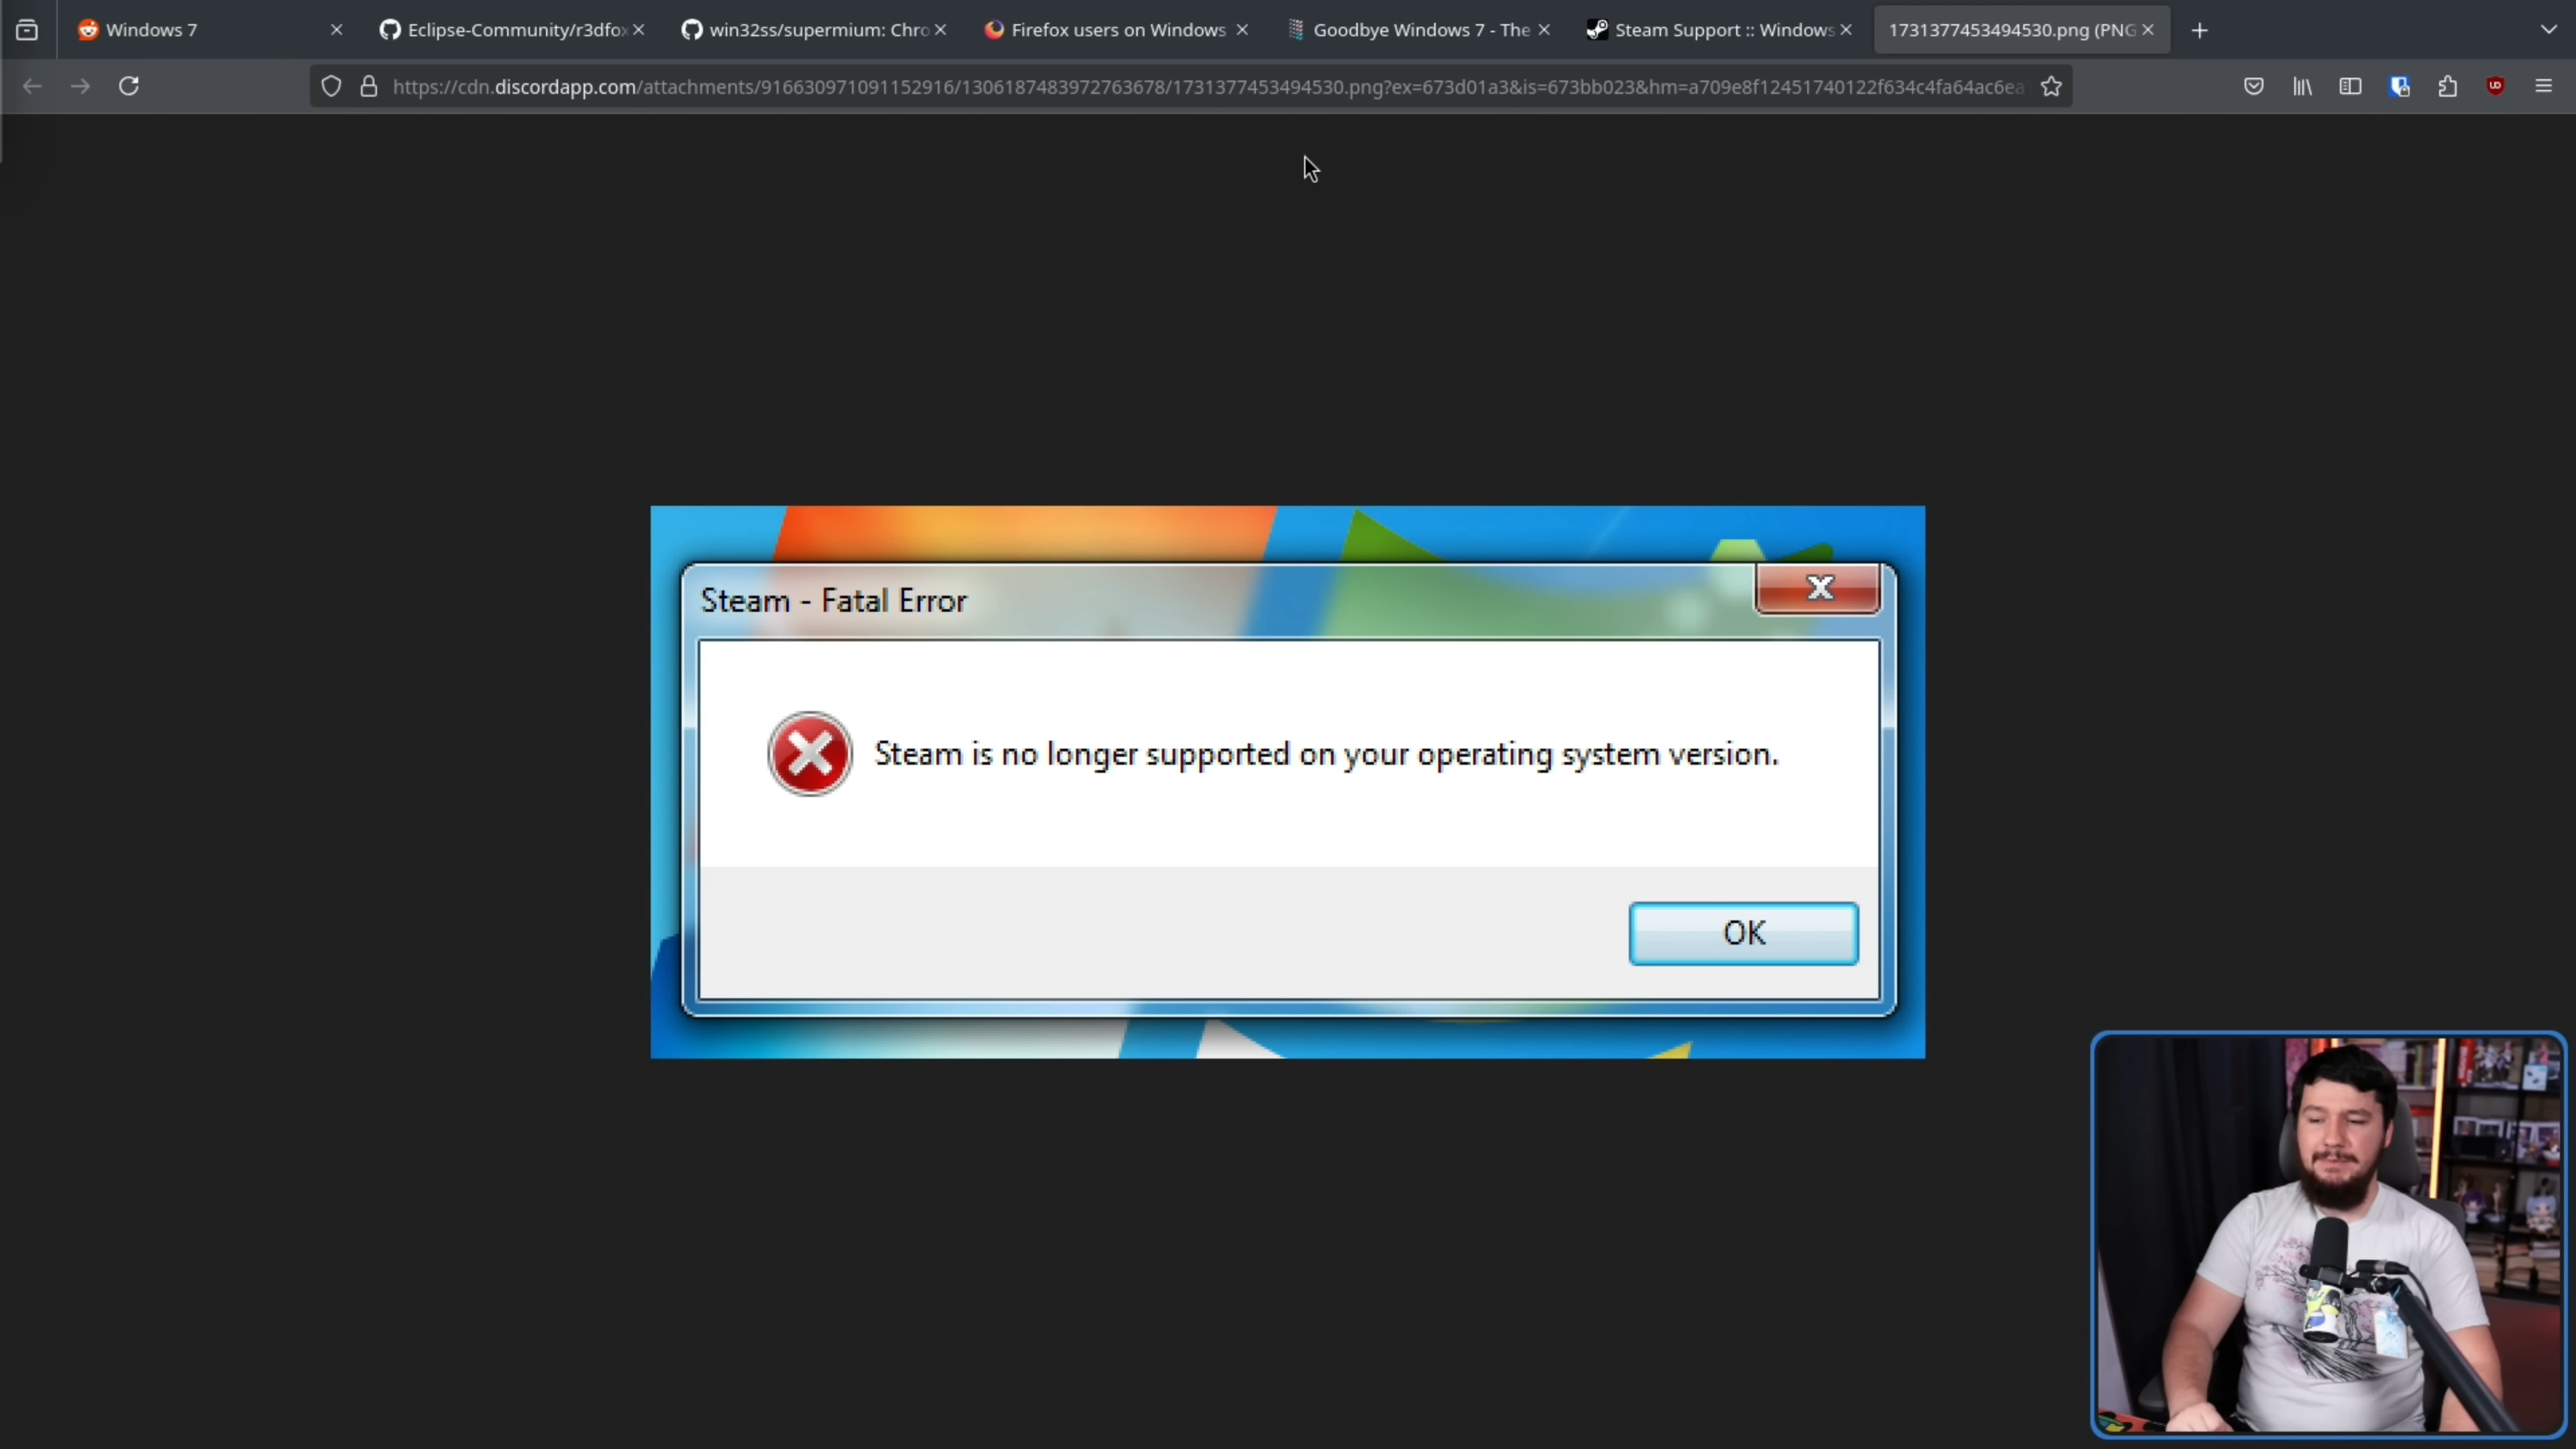 Windows 7
Eclipse-Community/r3dfox
win32ss/supermium: Chro
Firefox users on Windows
Goodbye Windows 7 - The
Steam Support :: Windows
1731377453494530.png (PNG
https://cdn.discordapp.com/attachments/916630971091152916/1306187483972763678/1731377453494530.png?ex=673d01a3&is=673bb023&hm=a709e8f12451740122f634c4fa64ac6ea
Steam - Fatal Error
Steam is no longer supported on your operating system version.
OK